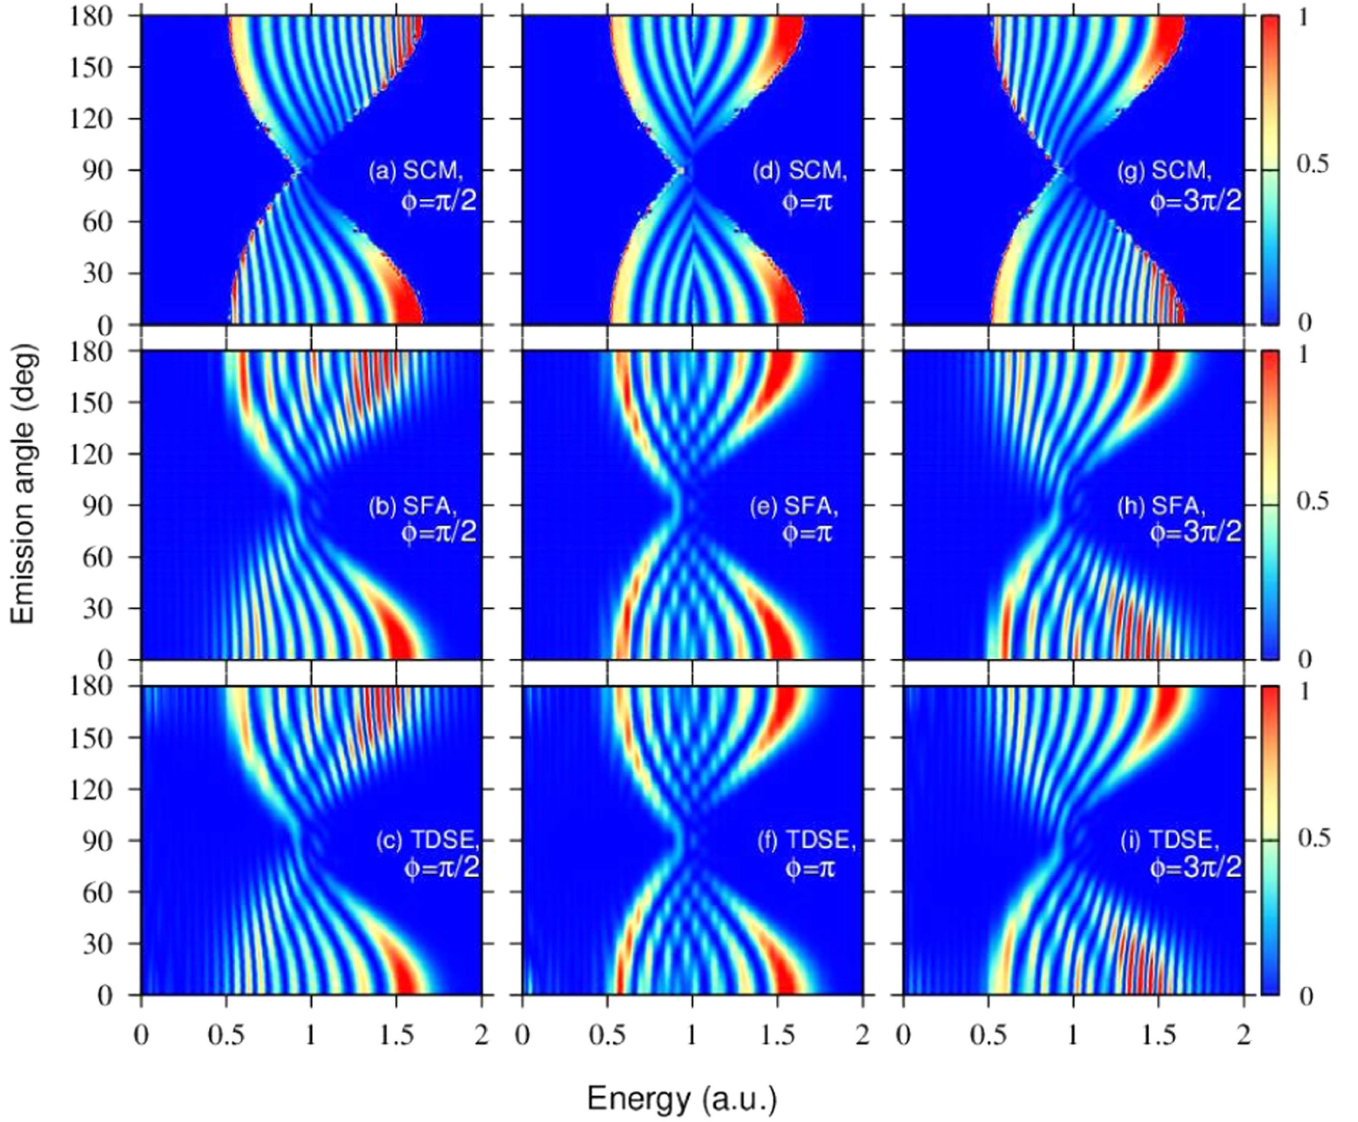 Emission angle (deg)
180
150
120
90
60
30
0
(a) SCM,
ϕ=π/2
(d) SCM,
ϕ=π
(g) SCM,
ϕ=3π/2
1
0.5
0
180
150
120
90
60
30
0
(b) SFA,
ϕ=π/2
(e) SFA,
ϕ=π
(h) SFA,
ϕ=3π/2
1
0.5
0
180
150
120
90
60
30
0
(c) TDSE,
ϕ=π/2
(f) TDSE,
ϕ=π
(i) TDSE,
ϕ=3π/2
1
0.5
0
0 0.5 1 1.5 2 0 0.5 1 1.5 2 0 0.5 1 1.5 2
Energy (a.u.)